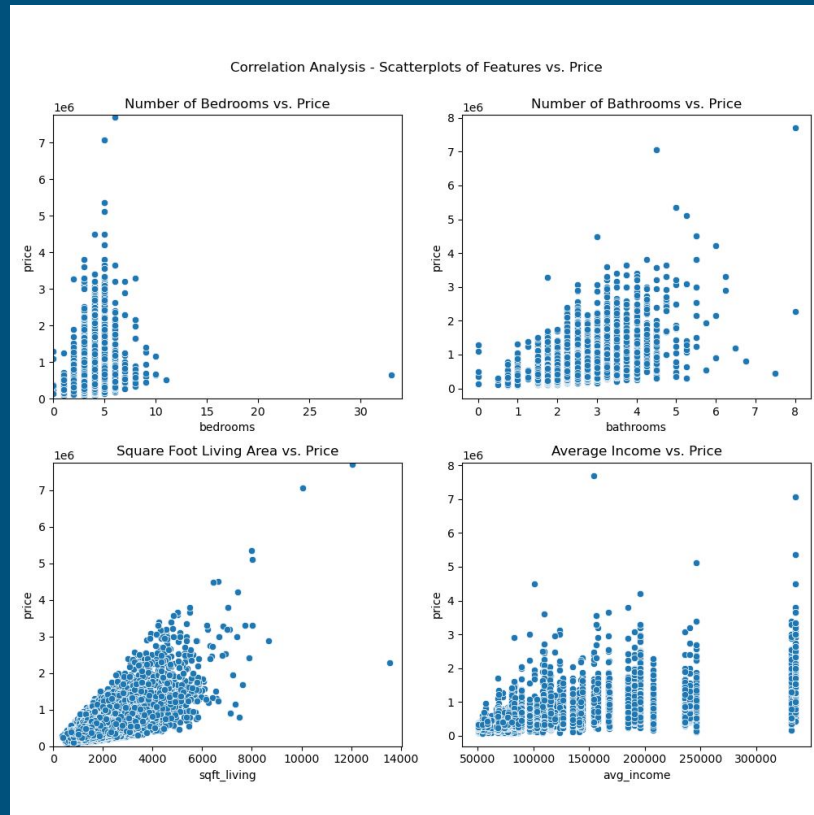 Correlation Analysis - Scatterplots of Features vs. Price
Number of Bedrooms vs. Price
1e6
7
6
5
4
3
2
1
0
price
0 5 10 15 20 25 30
bedrooms
Number of Bathrooms vs. Price
1e6
8
7
6
5
4
3
2
1
0
price
0 1 2 3 4 5 6 7 8
bathrooms
Square Foot Living Area vs. Price
1e6
7
6
5
4
3
2
1
0
price
0 2000 4000 6000 8000 10000 12000 14000
sqft_living
Average Income vs. Price
1e6
8
7
6
5
4
3
2
1
0
price
50000 100000 150000 200000 250000 300000
avg_income